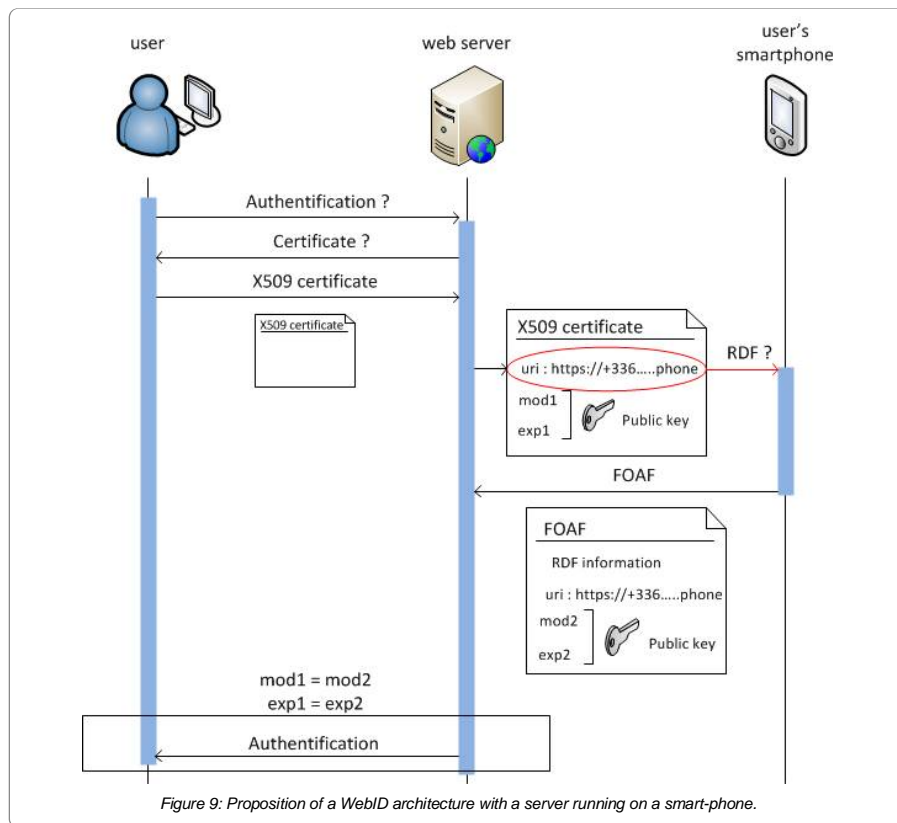 user
web server
user's
smartphone
Authentification ?
Certificate ?
X509 certificate
X509 certificate
X509 certificate
uri : https://+336.....phone
mod1
exp1
Public key
RDF ?
FOAF
FOAF
RDF information
uri : https://+336.....phone
mod2
exp2
Public key
mod1 = mod2
exp1 = exp2
Authentification
Figure 9: Proposition of a WebID architecture with a server running on a smart-phone.